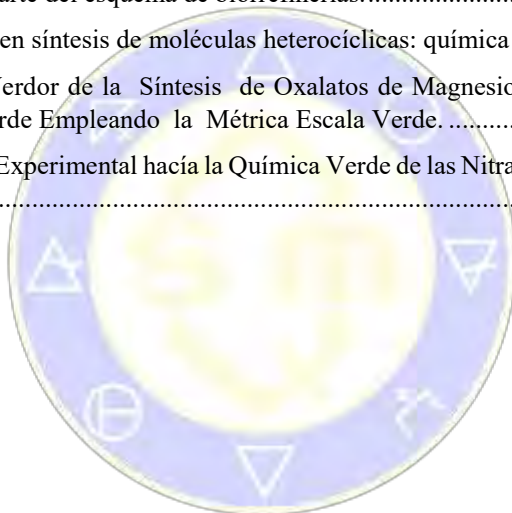 arte del esquema de biorrefinerías...................
en síntesis de moléculas heterocíclicas: química
erdor de la Síntesis de Oxalatos de Magnesio
rde Empleando la Métrica Escala Verde. ..........
Experimental hacía la Química Verde de las Nitra
.....................................................................................